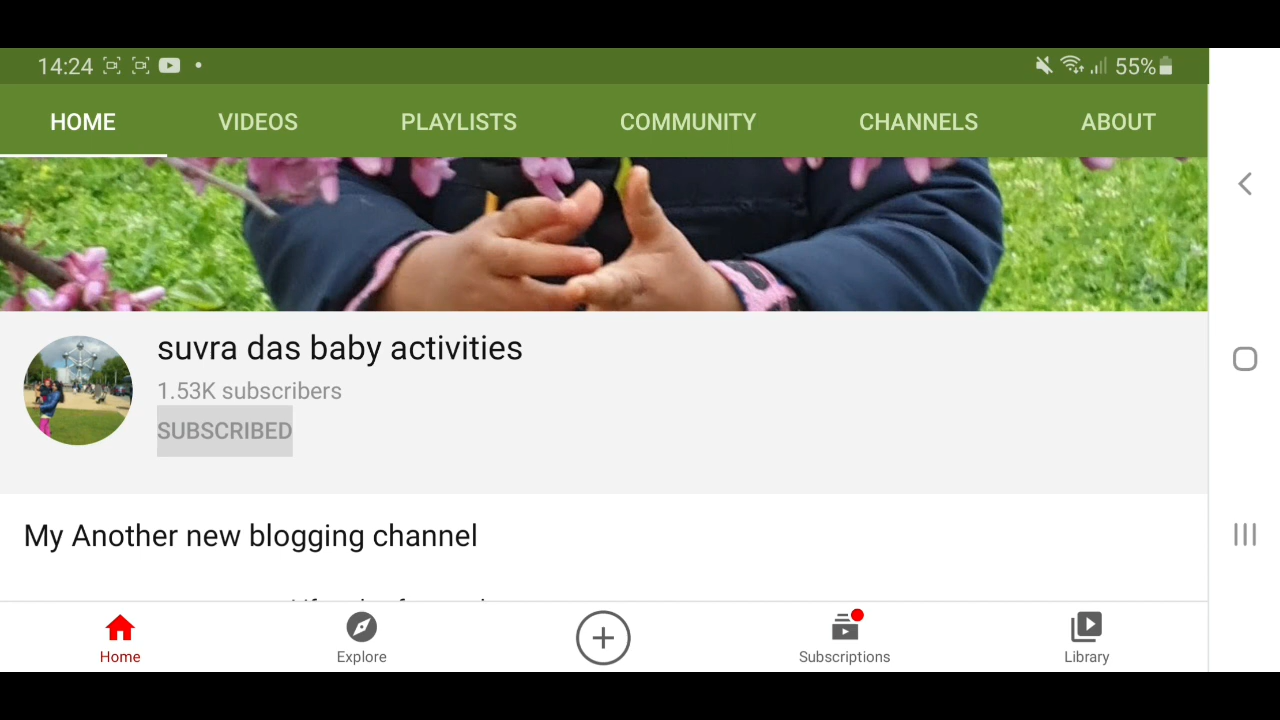 14:24 55%
HOME VIDEOS PLAYLISTS COMMUNITY CHANNELS ABOUT
suvra das baby activities
1.53K subscribers
SUBSCRIBED
My Another new blogging channel
Home Explore Subscriptions Library